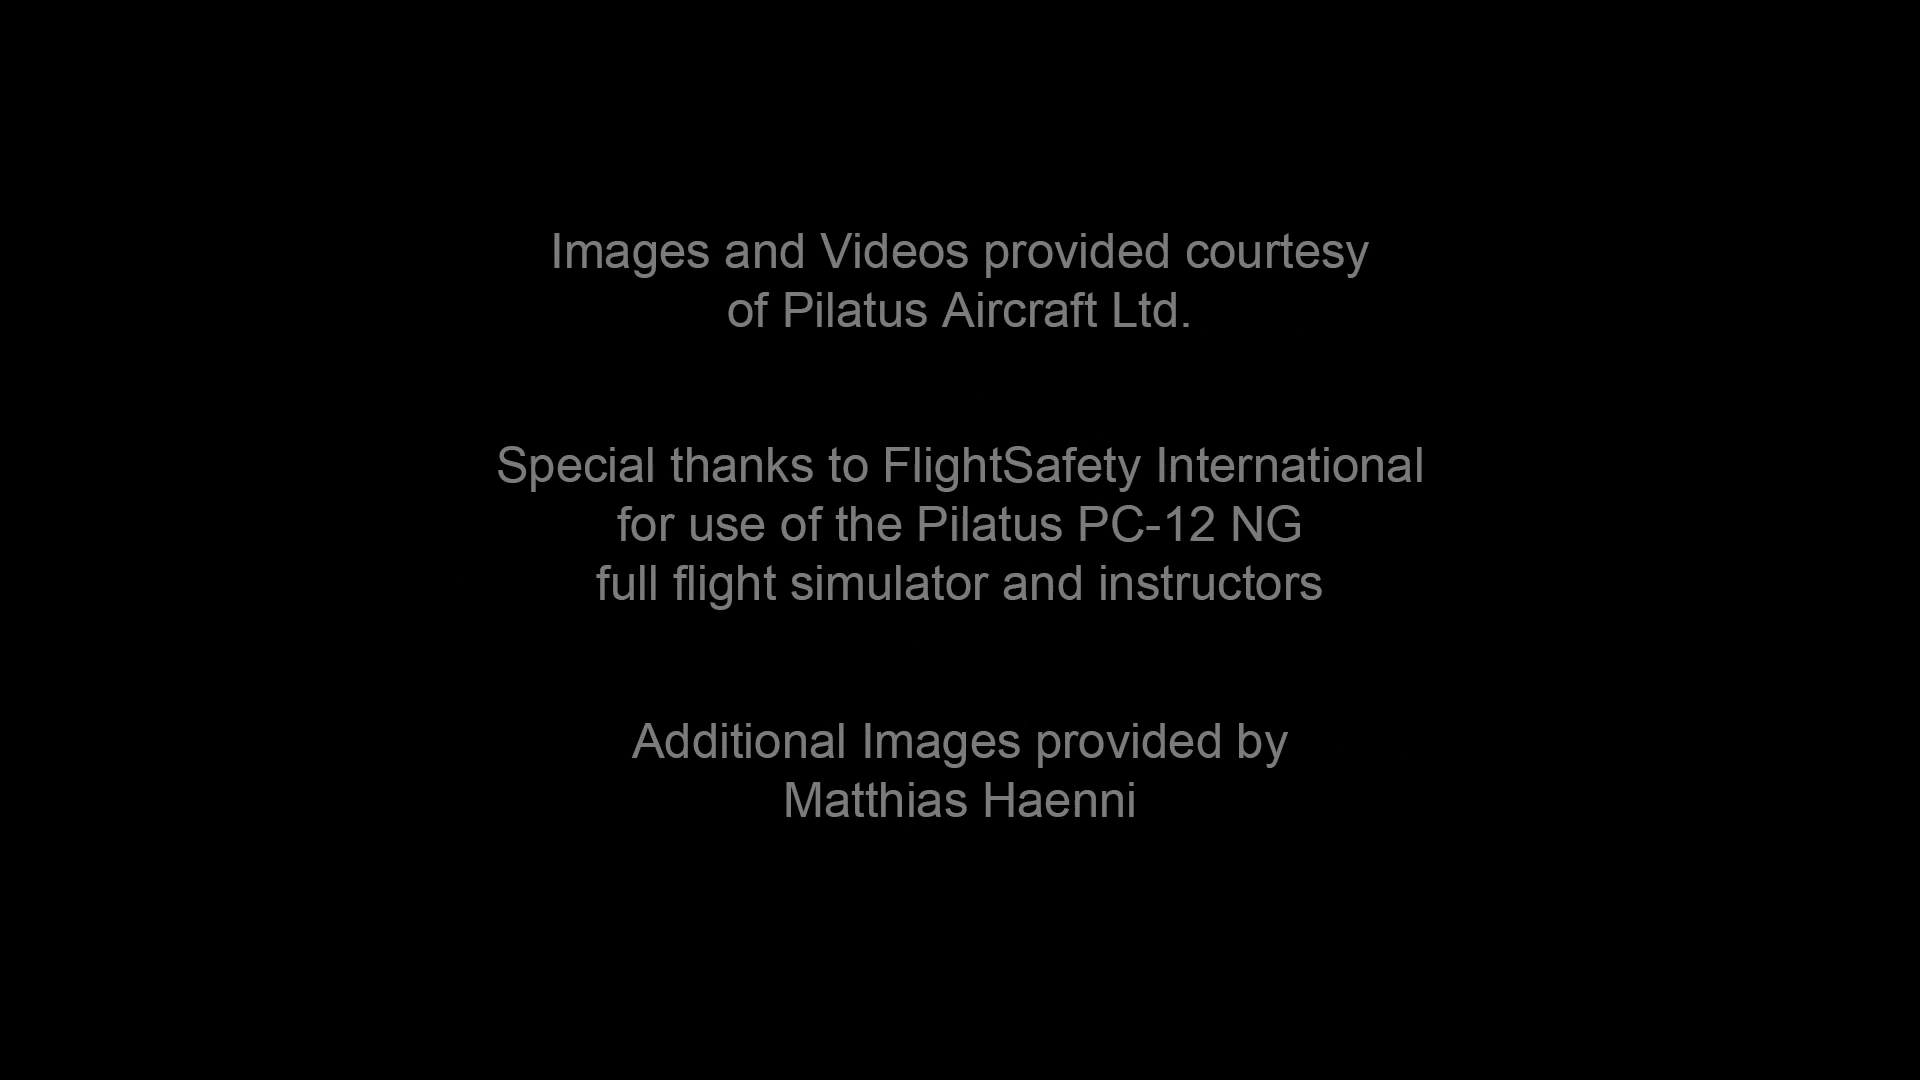 Images and Videos provided courtesy
of Pilatus Aircraft Ltd.
Special thanks to FlightSafety International
for use of the Pilatus PC-12 NG
full flight simulator and instructors
Additional Images provided by
Matthias Haenni